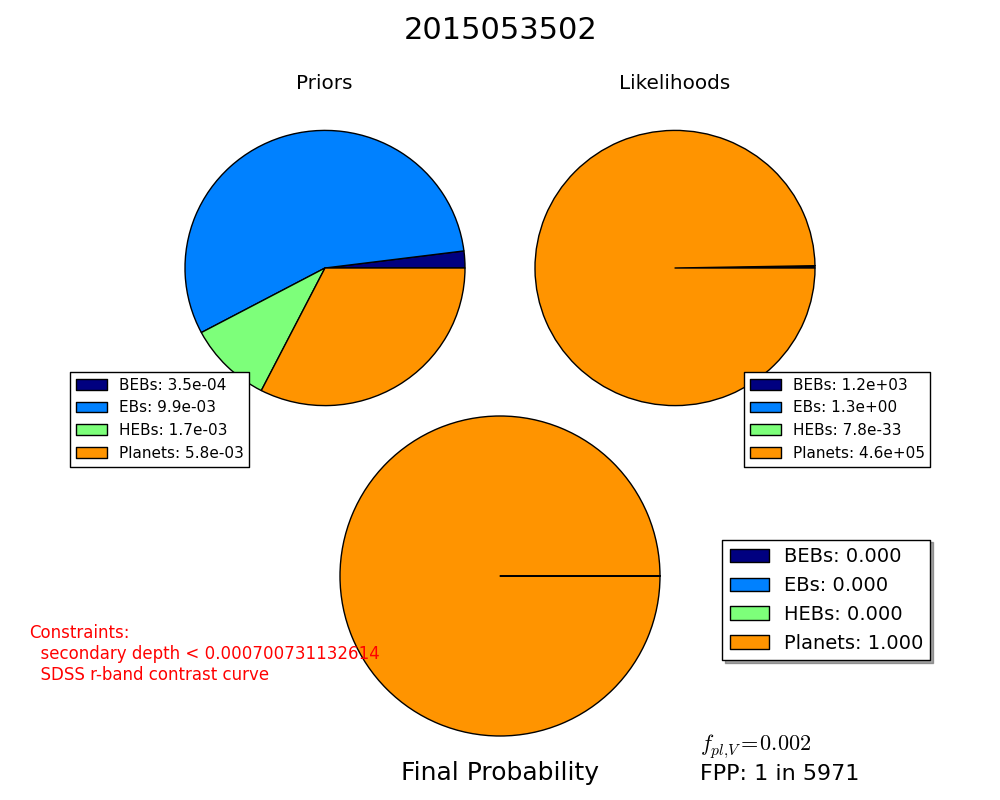 2015053502
Priors
Likelihoods
BEBs: 3.5e-04
EBs: 9.9e-03
HEBs: 1.7e-03
Planets: 5.8e-03
BEBs: 1.2e+03
EBs: 1.3e+00
HEBs: 7.8e-33
Planets: 4.6e+05
BEBs: 0.000
EBs: 0.000
HEBs: 0.000
Planets: 1.000
Constraints:
secondary depth < 0.000700731132614
SDSS r-band contrast curve
f_{pl,V}=0.002
Final Probability
FPP: 1 in 5971